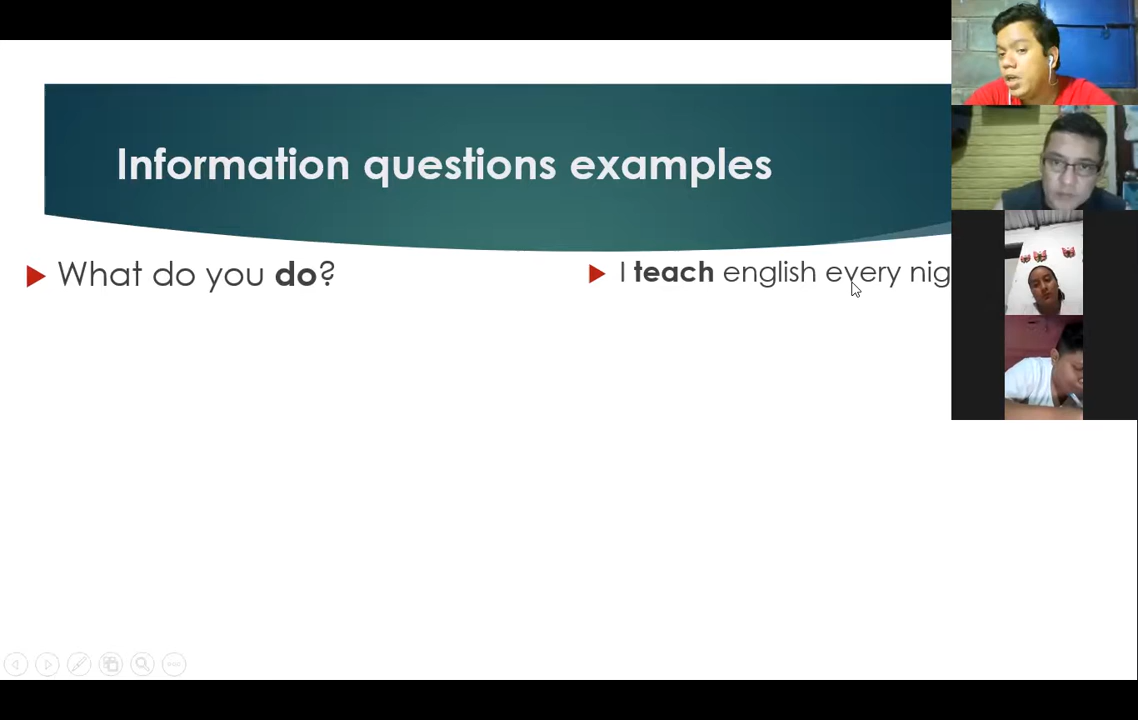 Information questions examples
What do you do?
I teach english every nig